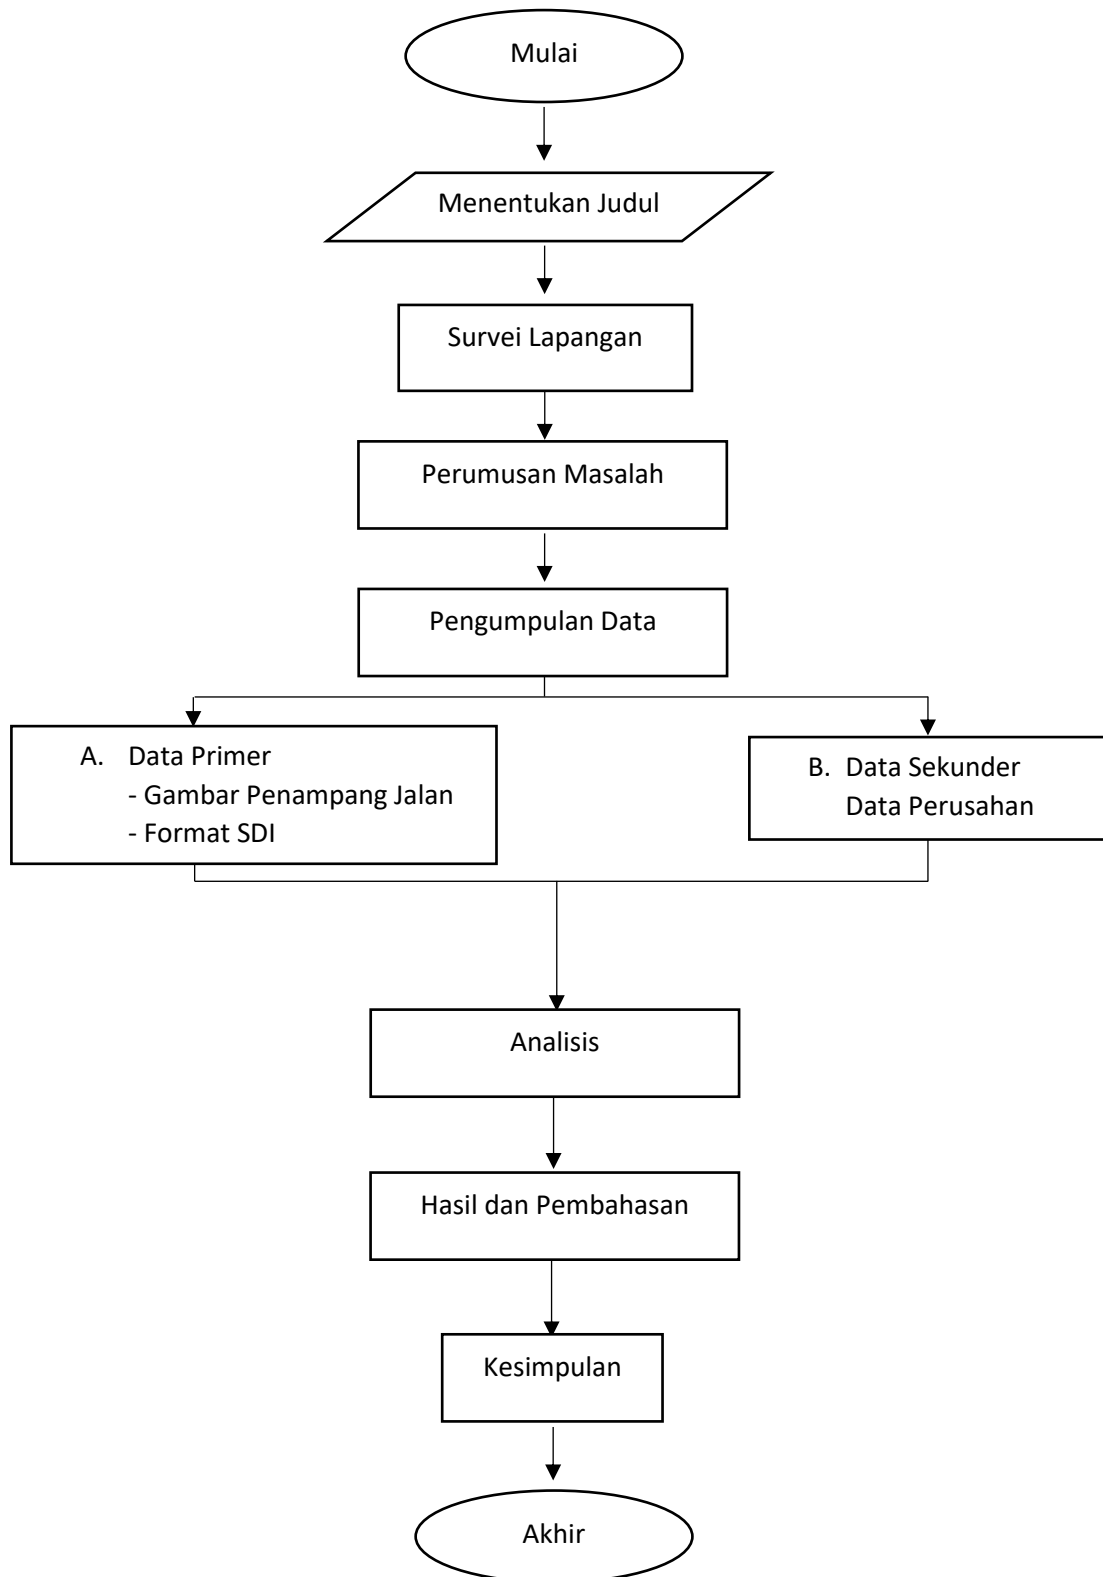 Mulai
Menentukan Judul
Survei Lapangan
Perumusan Masalah
Pengumpulan Data
A. Data Primer
- Gambar Penampang Jalan
- Format SDI
B. Data Sekunder
Data Perusahan
Analisis
Hasil dan Pembahasan
Kesimpulan
Akhir